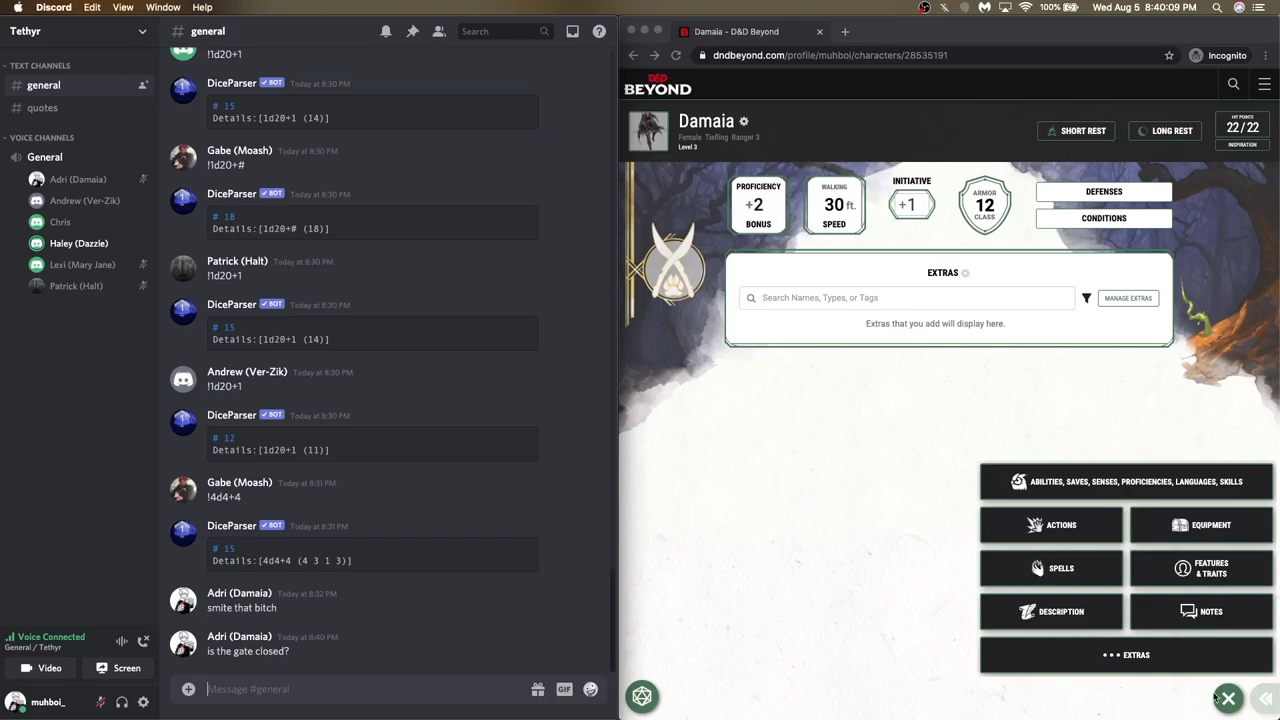 Discord Edit View Window Help
Tethyr
general
Search
TEXT CHANNELS
general
quotes
VOICE CHANNELS
General
Adri (Damaia)
Andrew (Ver-Zik)
Chris
Haley (Dazzle)
Lexi (Mary Jane)
Patrick (Halt)
Voice Connected
General / Tethyr
Video
Screen
muhboi_
!1d20+1
DiceParser BOT Today at 8:30 PM
# 15
Details:[1d20+1 (14)]
Gabe (Moash) Today at 8:30 PM
!1d20+#
DiceParser BOT Today at 8:30 PM
# 18
Details:[1d20+# (18)]
Patrick (Halt) Today at 8:30 PM
!1d20+1
DiceParser BOT Today at 8:30 PM
# 15
Details:[1d20+1 (14)]
Andrew (Ver-Zik) Today at 8:30 PM
!1d20+1
DiceParser BOT Today at 8:30 PM
# 12
Details:[1d20+1 (11)]
Gabe (Moash) Today at 8:31 PM
!4d4+4
DiceParser BOT Today at 8:31 PM
# 15
Details:[4d4+4 (4 3 1 3)]
Adri (Damaia) Today at 8:32 PM
smite that bitch
Adri (Damaia) Today at 8:40 PM
is the gate closed?
Message #general
GIF
Damaia - D&D Beyond
dndbeyond.com/profile/muhboi/characters/28535191
Incognito
D&D
BEYOND
Damaia
Female Tiefling Ranger 3
Level 3
SHORT REST
LONG REST
HIT POINTS
22/22
INSPIRATION
PROFICIENCY
+2
BONUS
WALKING
30 ft.
SPEED
INITIATIVE
+1
ARMOR
12
CLASS
DEFENSES
CONDITIONS
EXTRAS
Search Names, Types, or Tags
MANAGE EXTRAS
Extras that you add will display here.
ABILITIES, SAVES, SENSES, PROFICIENCIES, LANGUAGES, SKILLS
ACTIONS
EQUIPMENT
SPELLS
FEATURES
& TRAITS
DESCRIPTION
NOTES
EXTRAS